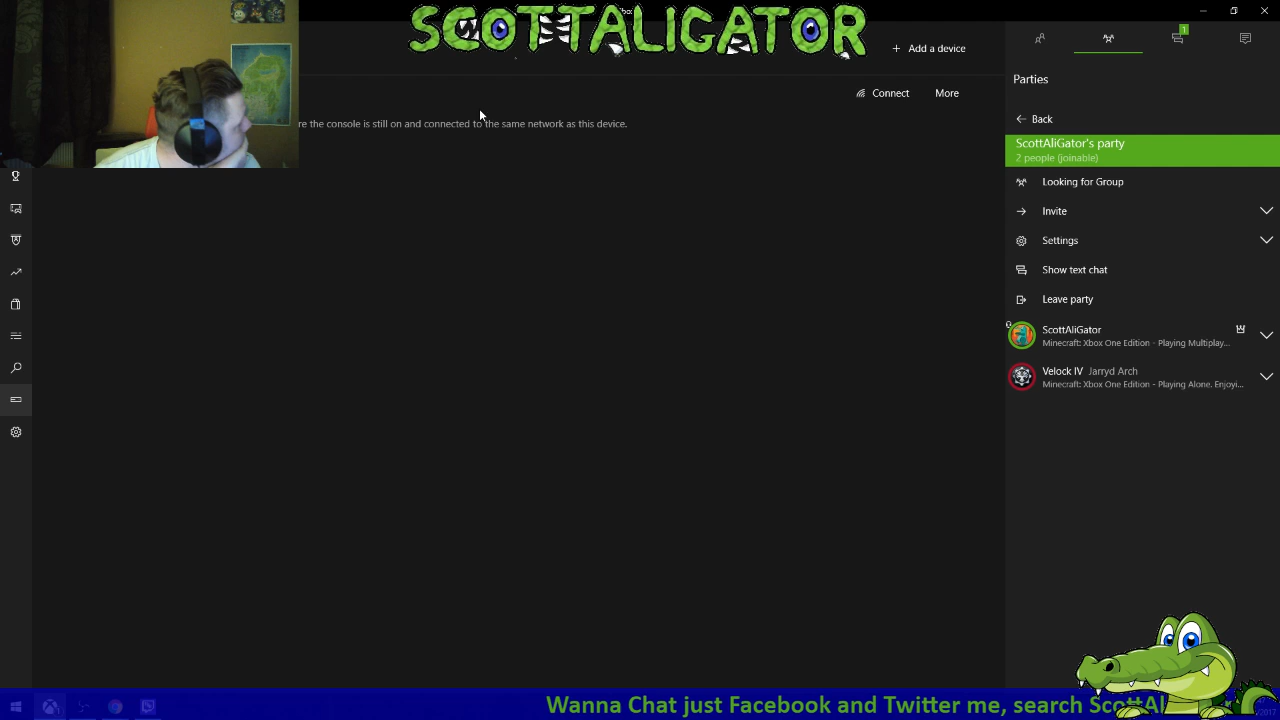 SCOTTALIGATOR
Add a device
1
Parties
Connect
More
Back
re the console is still on and connected to the same network as this device.
ScottAliGator's party
2 people (joinable)
Looking for Group
Invite
Settings
Show text chat
Leave party
ScottAliGator
Minecraft: Xbox One Edition - Playing Multiplay...
Velock IV Jarryd Arch
Minecraft: Xbox One Edition - Playing Alone. Enjoyi...
Wanna Chat just Facebook and Twitter me, search ScottAl